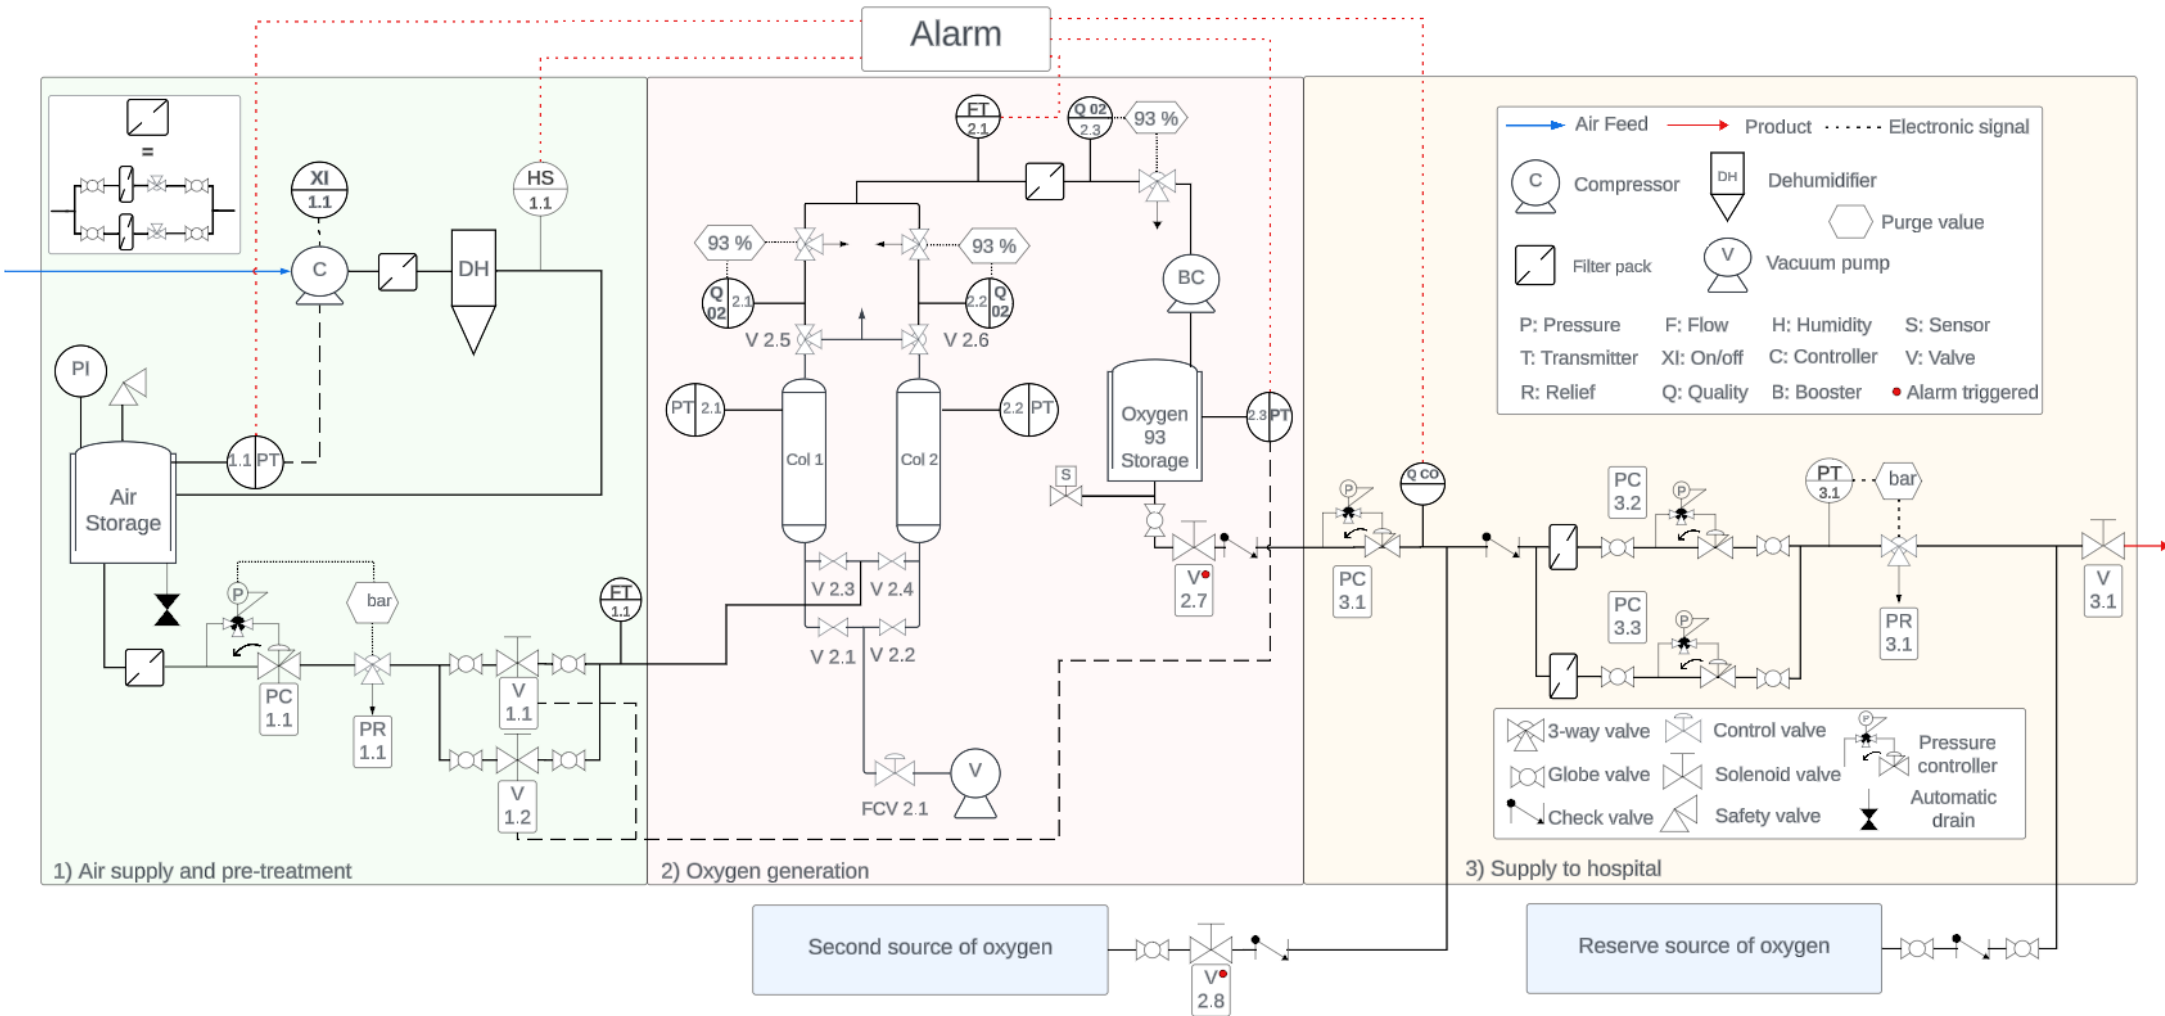 Alarm
=
XI
1.1
HS
1.1
C
DH
PI
1.1 PT
Air
Storage
P
bar
PC
1.1
PR
1.1
V
1.1
V
1.2
FT
1.1
1) Air supply and pre-treatment
FT
2.1
Q 02
2.3
93 %
93 %
93 %
Q
02
2.1
2.2
Q
02
V 2.5
V 2.6
BC
PT 2.1
2.2 PT
Col 1
Col 2
Oxygen
93
Storage
2.3 PT
S
V 2.3
V 2.4
V 2.1
V 2.2
V
2.7
FCV 2.1
V
2) Oxygen generation
Air Feed
Product
Electronic signal
C
Compressor
DH
Dehumidifier
Purge value
Filter pack
V
Vacuum pump
P: Pressure
F: Flow
H: Humidity
S: Sensor
T: Transmitter
XI: On/off
C: Controller
V: Valve
R: Relief
Q: Quality
B: Booster
Alarm triggered
P
PC
3.1
Q CO
PC
3.2
P
PC
3.3
P
PT
3.1
bar
PR
3.1
V
3.1
3-way valve
Control valve
P
Pressure
controller
Globe valve
Solenoid valve
Check valve
Safety valve
Automatic
drain
3) Supply to hospital
Second source of oxygen
V
2.8
Reserve source of oxygen